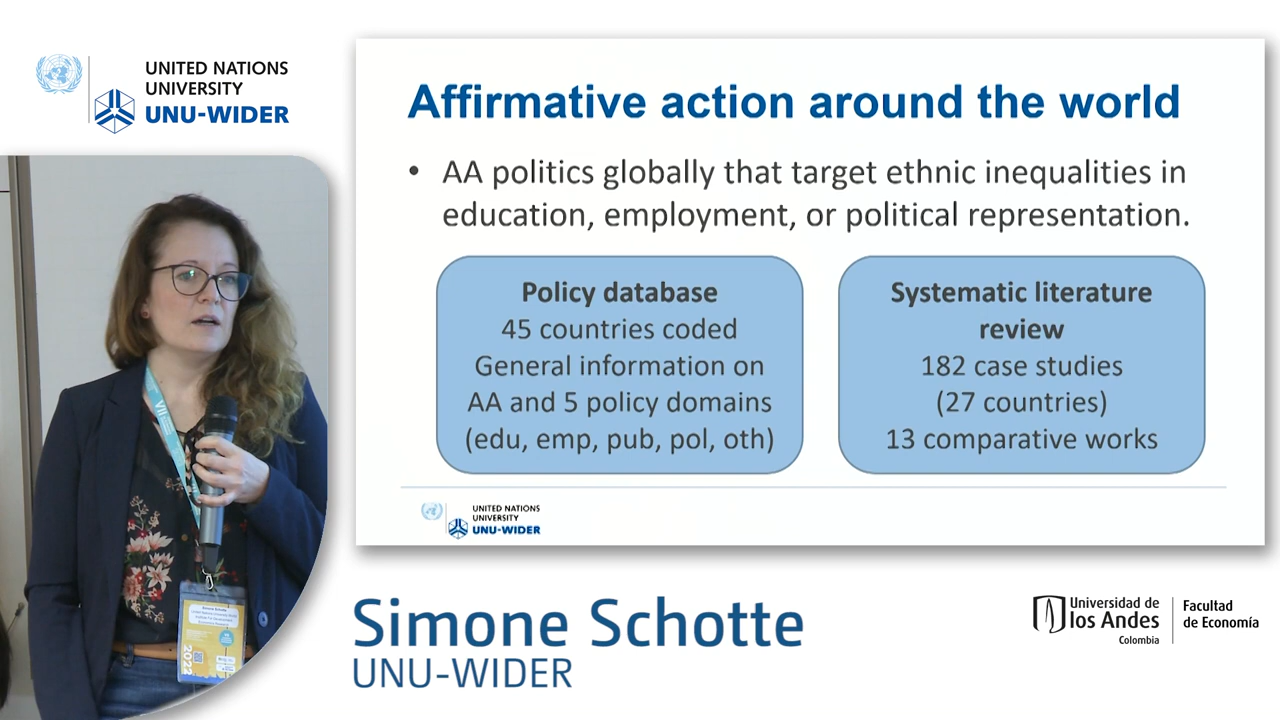 UNITED NATIONS
UNIVERSITY
UNU-WIDER
Affirmative action around the world
• AA politics globally that target ethnic inequalities in
education, employment, or political representation.
Policy database
45 countries coded
General information on
AA and 5 policy domains
(edu, emp, pub, pol, oth)
Systematic literature
review
182 case studies
(27 countries)
13 comparative works
UNITED NATIONS
UNIVERSITY
UNU-WIDER
Simone Schotte
2022
Simone Schotte
UNU-WIDER
Universidad de
los Andes
Colombia
Facultad
de Economía